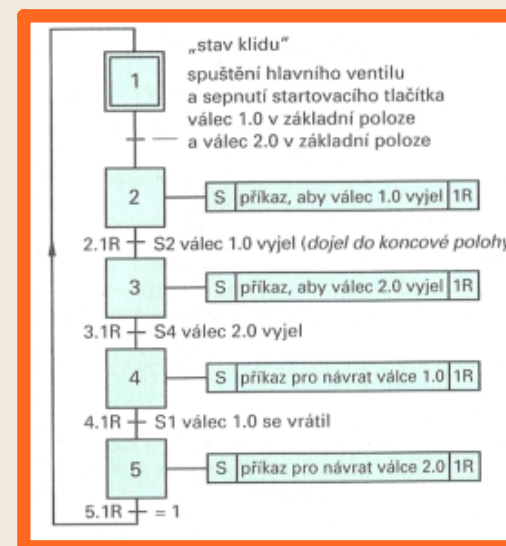 „stav klidu"
1
spuštění hlavního ventilu
a sepnutí startovacího tlačítka
válec 1.0 v základní poloze
a válec 2.0 v základní poloze
2 S příkaz, aby válec 1.0 vyjel 1R
2.1R S2 válec 1.0 vyjel (dojel do koncové polohy
3 S příkaz, aby válec 2.0 vyjel 1R
3.1R S4 válec 2.0 vyjel
4 S příkaz pro návrat válce 1.0 1R
4.1R S1 válec 1.0 se vrátil
5 S příkaz pro návrat válce 2.0 1R
5.1R = 1